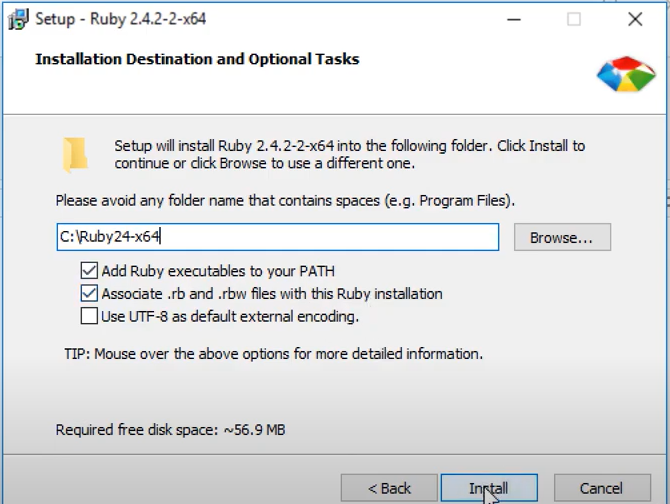 Setup - Ruby 2.4.2-2-x64
Installation Destination and Optional Tasks
Setup will install Ruby 2.4.2-2-x64 into the following folder. Click Install to
continue or click Browse to use a different one.
Please avoid any folder name that contains spaces (e.g. Program Files).
C:\Ruby24-x64
Browse...
Add Ruby executables to your PATH
Associate .rb and .rbw files with this Ruby installation
Use UTF-8 as default external encoding.
TIP: Mouse over the above options for more detailed information.
Required free disk space: ~56.9 MB
< Back
Install
Cancel